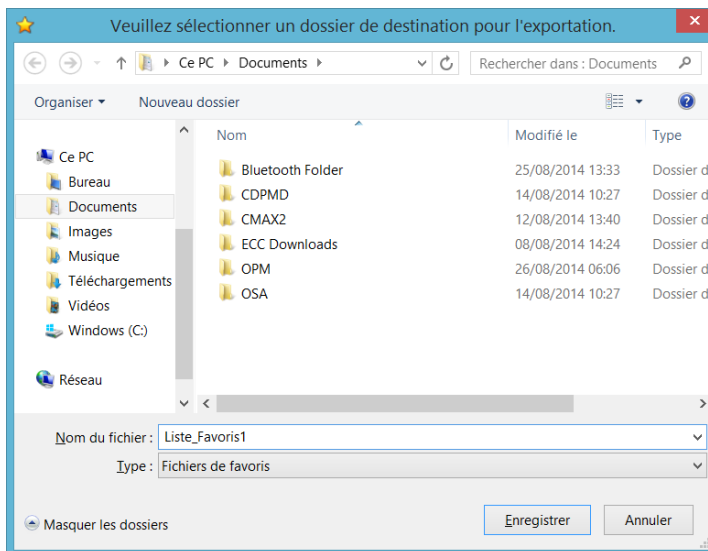 Veuillez sélectionner un dossier de destination pour l'exportation.
Ce PC Documents Rechercher dans : Documents
Organiser Nouveau dossier
Nom Modifié le Type
Ce PC
Bureau
Documents
Images
Musique
Téléchargements
Vidéos
Windows (C:)
Réseau
Bluetooth Folder 25/08/2014 13:33 Dossier d
CDPMD 14/08/2014 10:27 Dossier d
CMAX2 12/08/2014 13:40 Dossier d
ECC Downloads 08/08/2014 14:24 Dossier d
OPM 26/08/2014 06:06 Dossier d
OSA 14/08/2014 10:27 Dossier d
Nom du fichier : Liste_Favoris1
Type : Fichiers de favoris
Masquer les dossiers Enregistrer Annuler